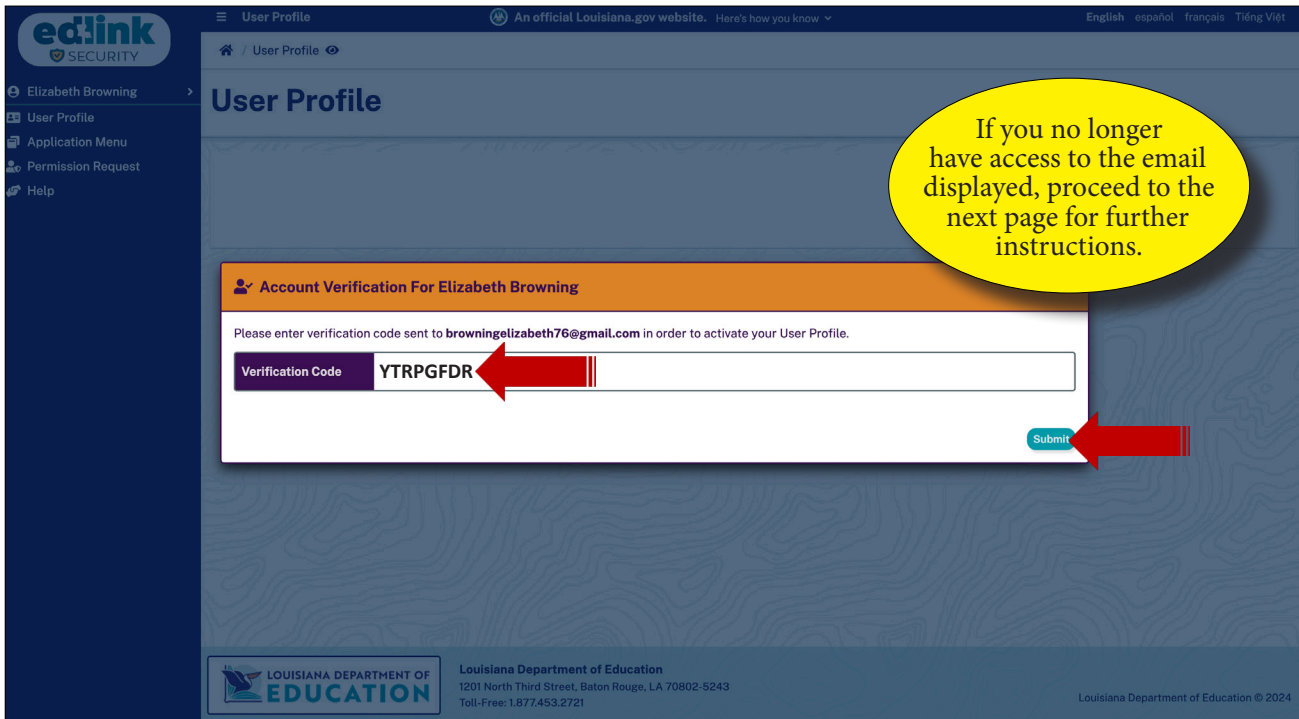 edlink
SECURITY
User Profile
An official Louisiana.gov website. Here's how you know
English español français Tiếng Việt
/ User Profile
Elizabeth Browning
User Profile
Application Menu
Permission Request
Help
User Profile
If you no longer
have access to the email
displayed, proceed to the
next page for further
instructions.
Account Verification For Elizabeth Browning
Please enter verification code sent to browningelizabeth76@gmail.com in order to activate your User Profile.
Verification Code YTRPGFDR
Submit
LOUISIANA DEPARTMENT OF
EDUCATION
Louisiana Department of Education
1201 North Third Street, Baton Rouge, LA 70802-5243
Toll-Free: 1.877.453.2721
Louisiana Department of Education © 2024